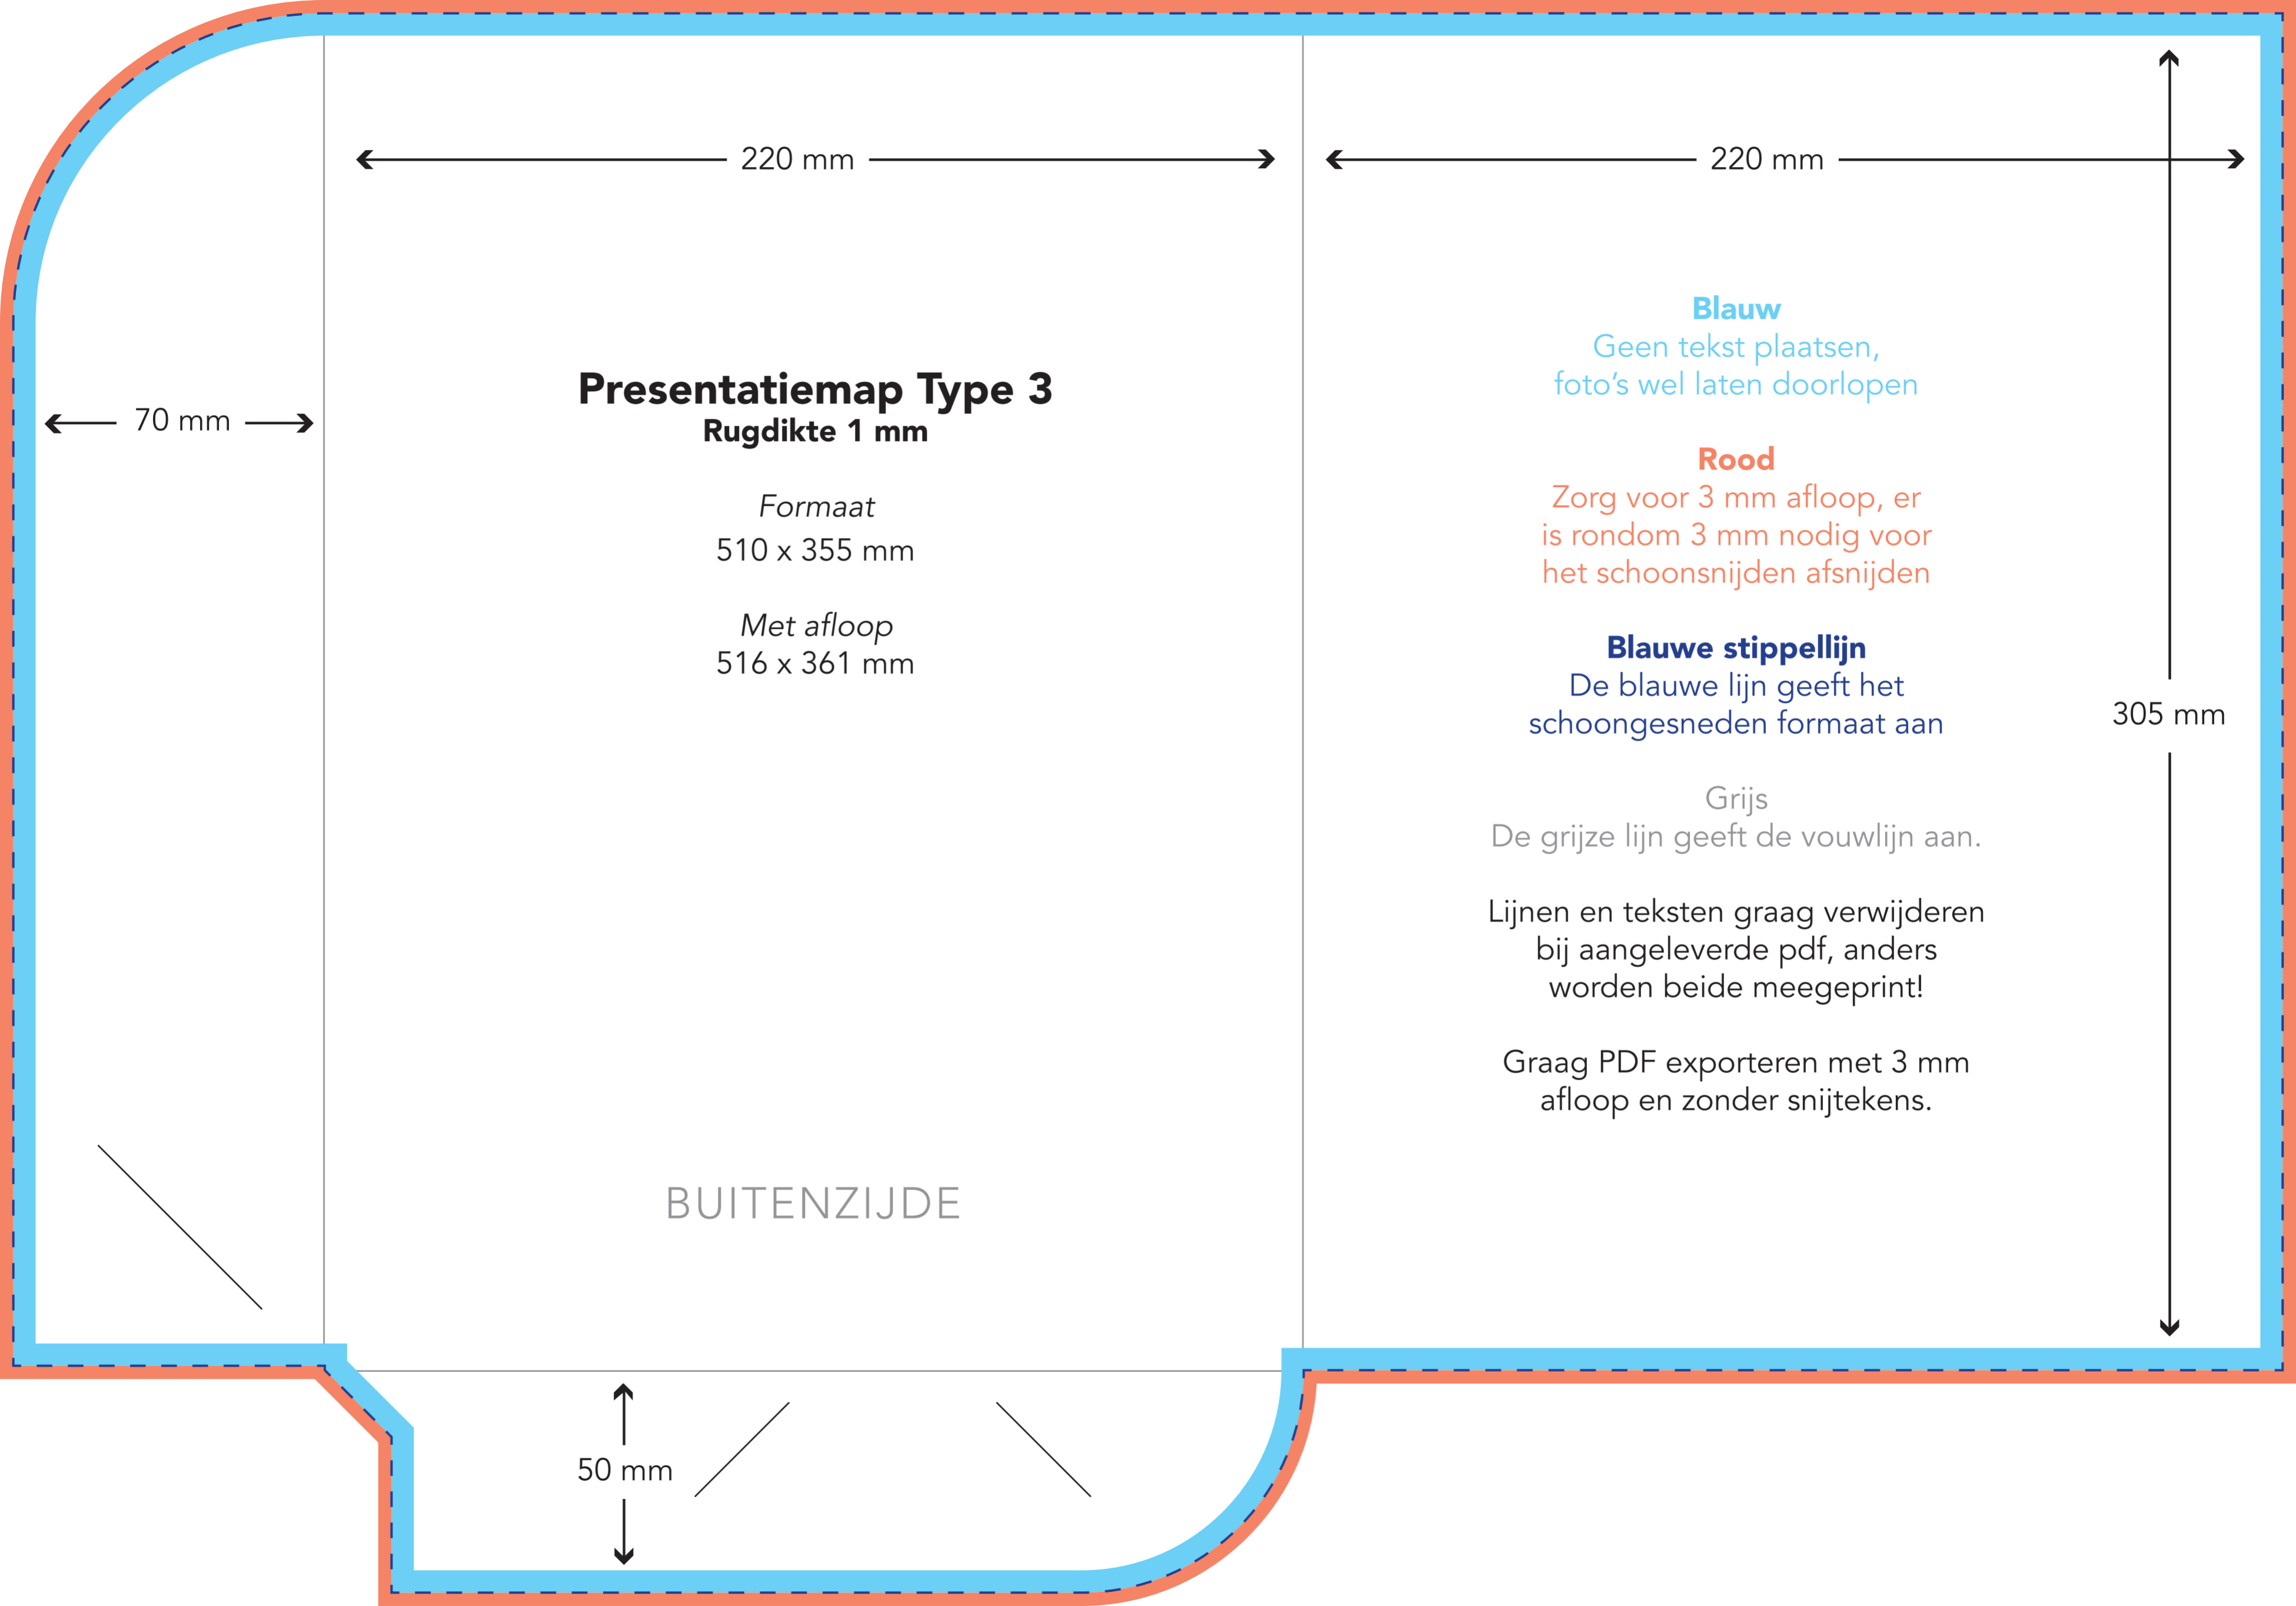 220 mm
220 mm
70 mm
Presentatiemap Type 3
Rugdikte 1 mm
Formaat
510 x 355 mm
Met afloop
516 x 361 mm
BUITENZIJDE
50 mm
Blauw
Geen tekst plaatsen,
foto’s wel laten doorlopen
Rood
Zorg voor 3 mm afloop, er
is rondom 3 mm nodig voor
het schoonsnijden afsnijden
Blauwe stippellijn
De blauwe lijn geeft het
schoongesneden formaat aan
Grijs
De grijze lijn geeft de vouwlijn aan.
Lijnen en teksten graag verwijderen
bij aangeleverde pdf, anders
worden beide meegeprint!
Graag PDF exporteren met 3 mm
afloop en zonder snijtekens.
305 mm